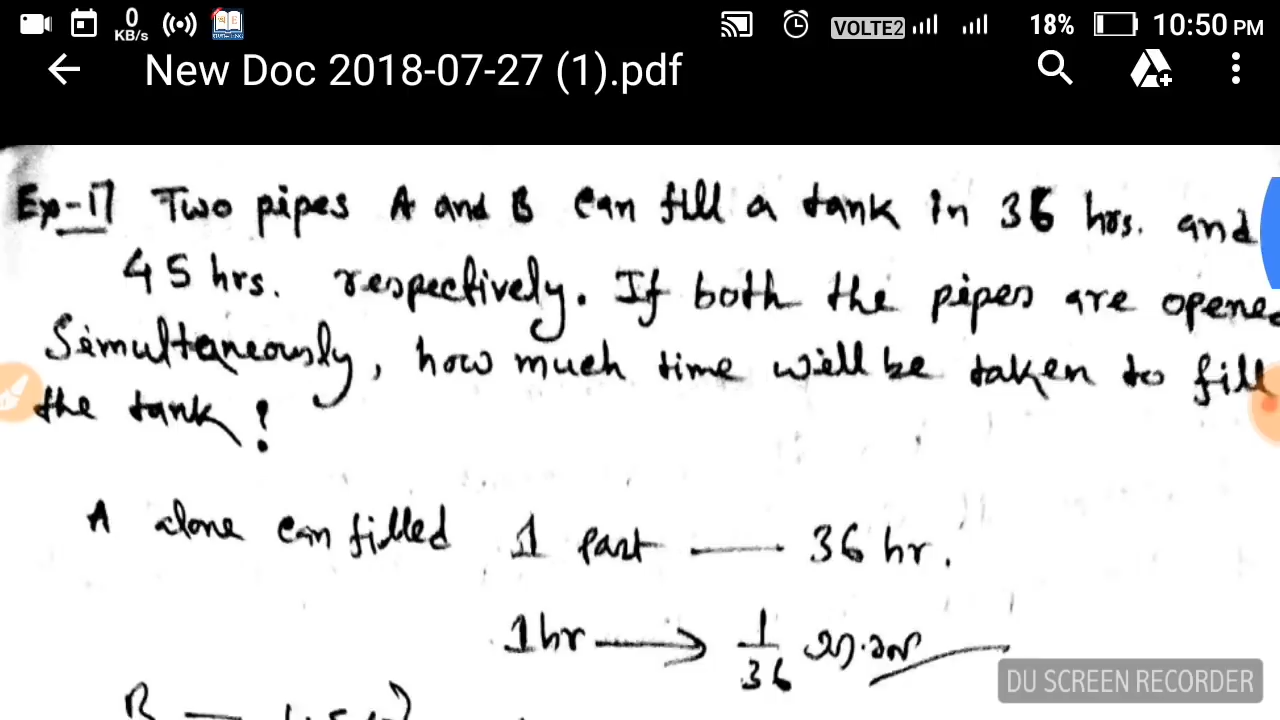 0
KB/s
VOLTE2
18%
10:50 PM
New Doc 2018-07-27 (1).pdf
Ex-17 Two pipes A and B can fill a tank in 36 hrs. and
45 hrs. respectively. If both the pipes are opened
Simultaneously, how much time will be taken to fill
the tank?
A alone can filled 1 part — 36 hr.
1hr → 1/36
B —
DU SCREEN RECORDER